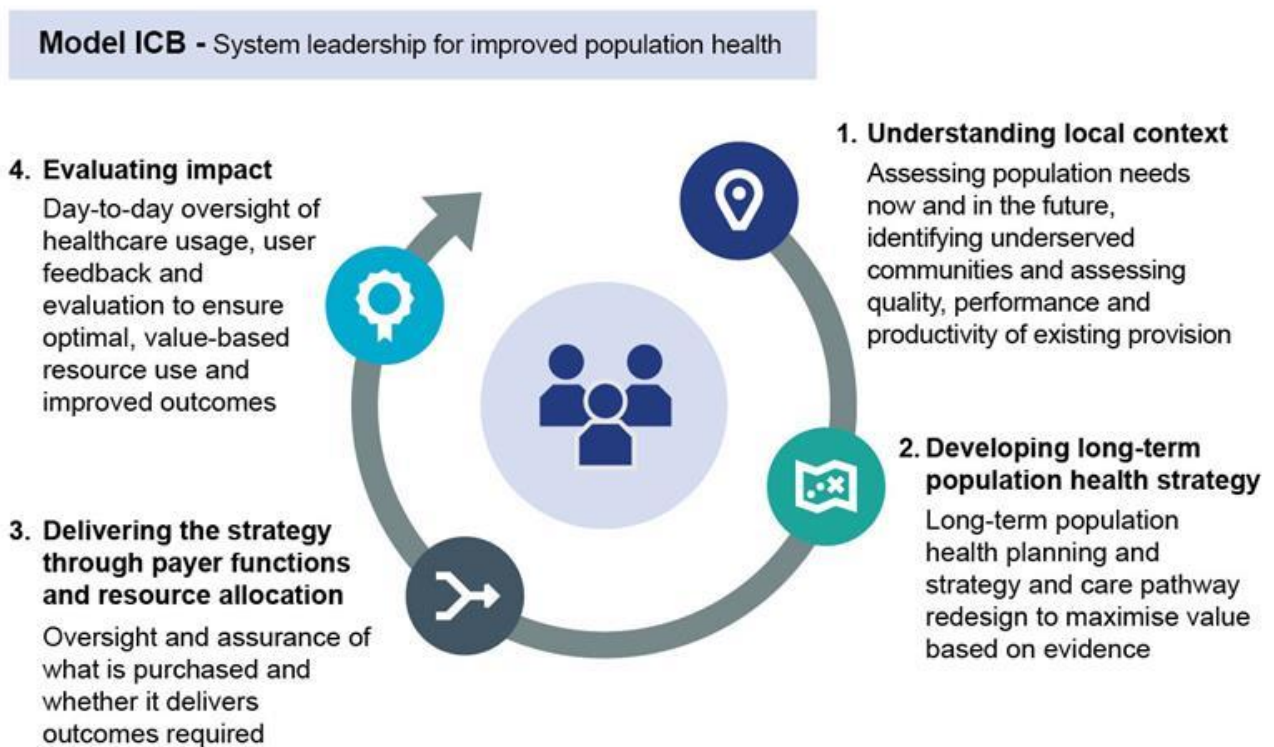 Model ICB - System leadership for improved population health
1. Understanding local context
Assessing population needs
now and in the future,
identifying underserved
communities and assessing
quality, performance and
productivity of existing provision
2. Developing long-term
population health strategy
Long-term population
health planning and
strategy and care pathway
redesign to maximise value
based on evidence
3. Delivering the strategy
through payer functions
and resource allocation
Oversight and assurance of
what is purchased and
whether it delivers
outcomes required
4. Evaluating impact
Day-to-day oversight of
healthcare usage, user
feedback and
evaluation to ensure
optimal, value-based
resource use and
improved outcomes